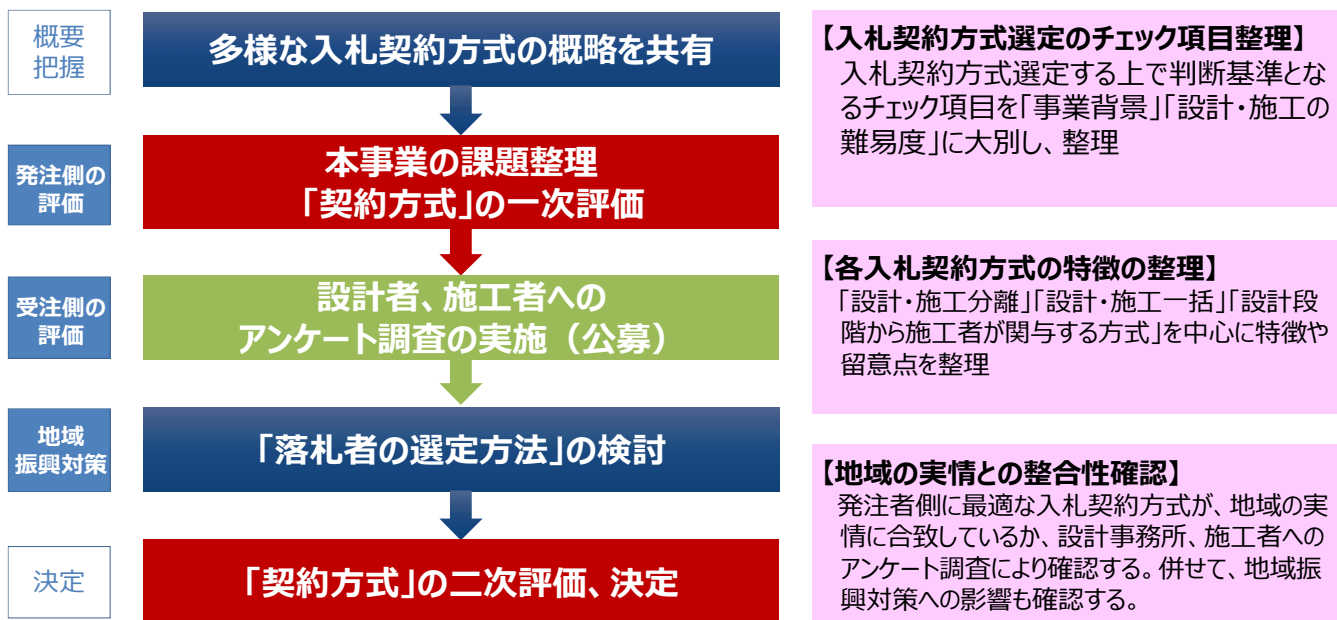 概要
把握
多様な入札契約方式の概略を共有
発注側の
評価
本事業の課題整理
「契約方式」の一次評価
受注側の
評価
設計者、施工者への
アンケート調査の実施（公募）
地域
振興対策
「落札者の選定方法」の検討
決定
「契約方式」の二次評価、決定
【入札契約方式選定のチェック項目整理】
入札契約方式選定する上で判断基準とな
るチェック項目を「事業背景」「設計・施工の
難易度」に大別し、整理
【各入札契約方式の特徴の整理】
「設計・施工分離」「設計・施工一括」「設計段
階から施工者が関与する方式」を中心に特徴や
留意点を整理
【地域の実情との整合性確認】
発注者側に最適な入札契約方式が、地域の実
情に合致しているか、設計事務所、施工者への
アンケート調査により確認する。併せて、地域振
興対策への影響も確認する。